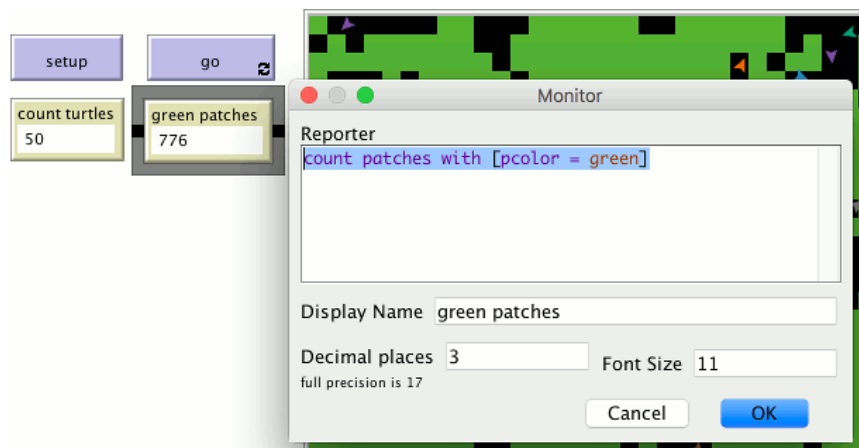 setup
go
count turtles
50
green patches
776
Monitor
Reporter
count patches with [pcolor = green]
Display Name green patches
Decimal places 3
full precision is 17
Font Size 11
Cancel
OK